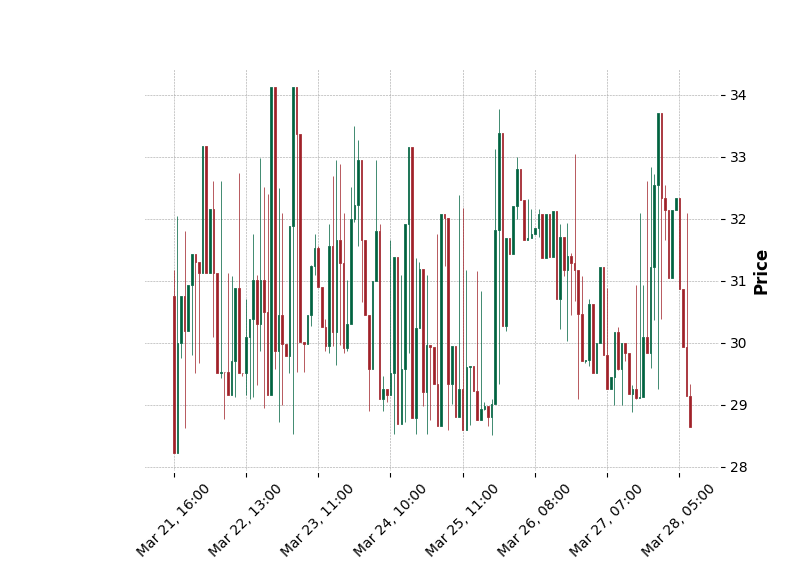 34
33
32
31
30
29
28
Price
Mar 21, 16:00
Mar 22, 13:00
Mar 23, 11:00
Mar 24, 10:00
Mar 25, 11:00
Mar 26, 08:00
Mar 27, 07:00
Mar 28, 05:00